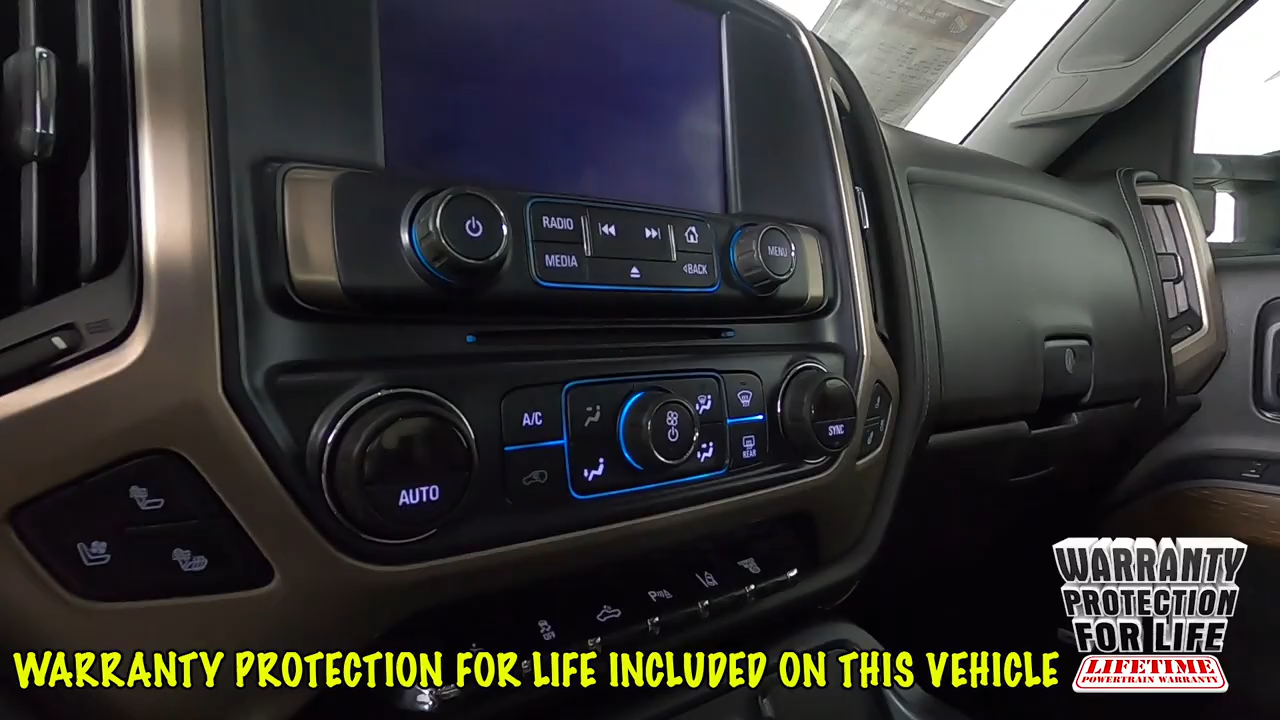 RADIO
MEDIA
BACK
MENU
A/C
AUTO
REAR
SYNC
WARRANTY PROTECTION FOR LIFE INCLUDED ON THIS VEHICLE
WARRANTY
PROTECTION
FOR LIFE
LIFETIME
POWERTRAIN WARRANTY